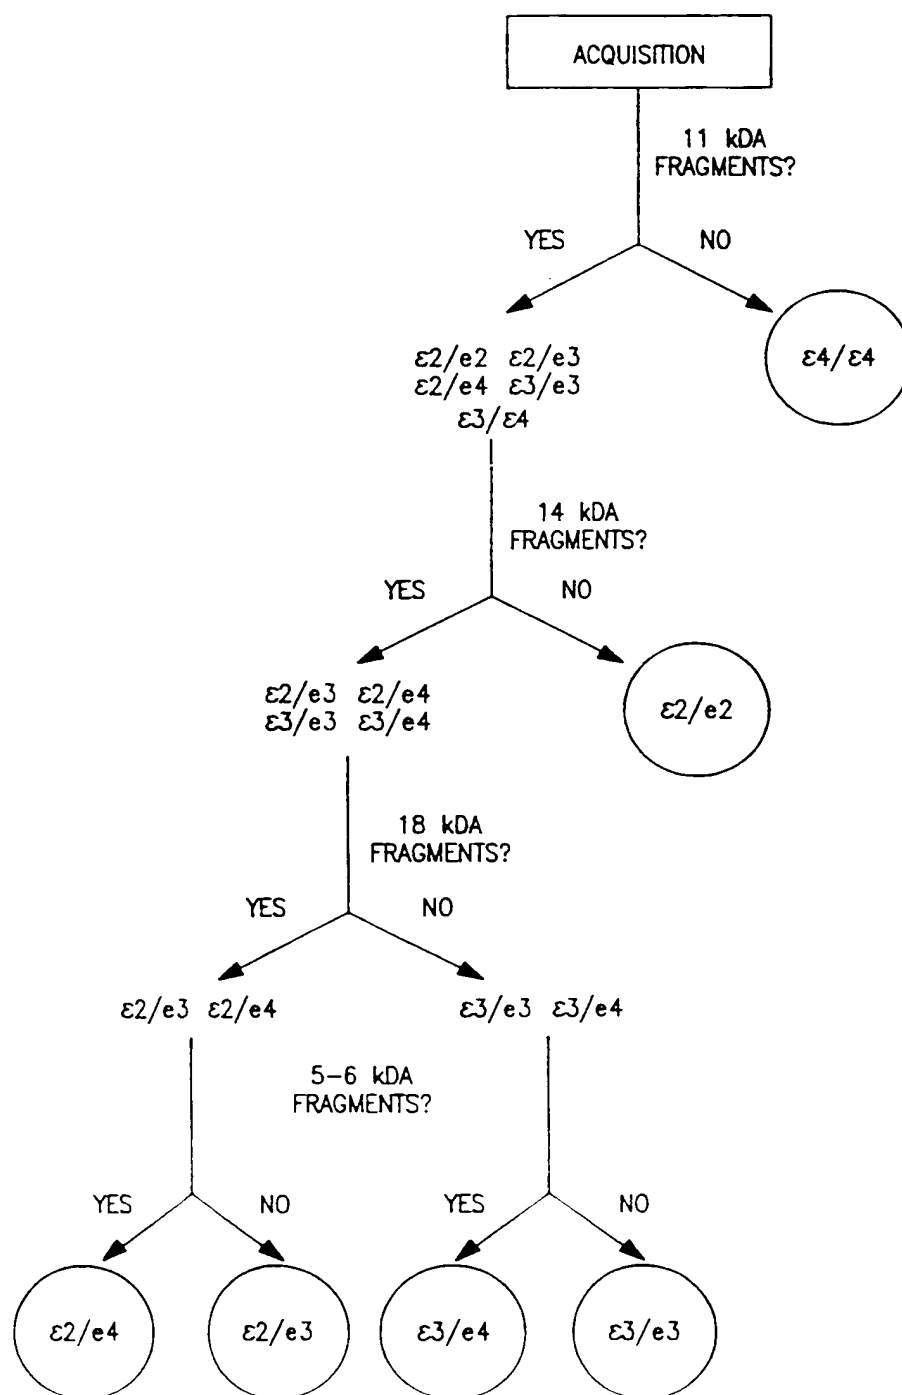 ACQUISITION
11 kDA
FRAGMENTS?
YES NO
ε2/e2 ε2/e3
ε2/e4 ε3/e3
ε3/ε4
ε4/ε4
14 kDA
FRAGMENTS?
YES NO
ε2/e3 ε2/e4
ε3/e3 ε3/e4
ε2/e2
18 kDA
FRAGMENTS?
YES NO
ε2/e3 ε2/e4
ε3/e3 ε3/e4
5-6 kDA
FRAGMENTS?
YES NO YES NO
ε2/e4 ε2/e3 ε3/e4 ε3/e3